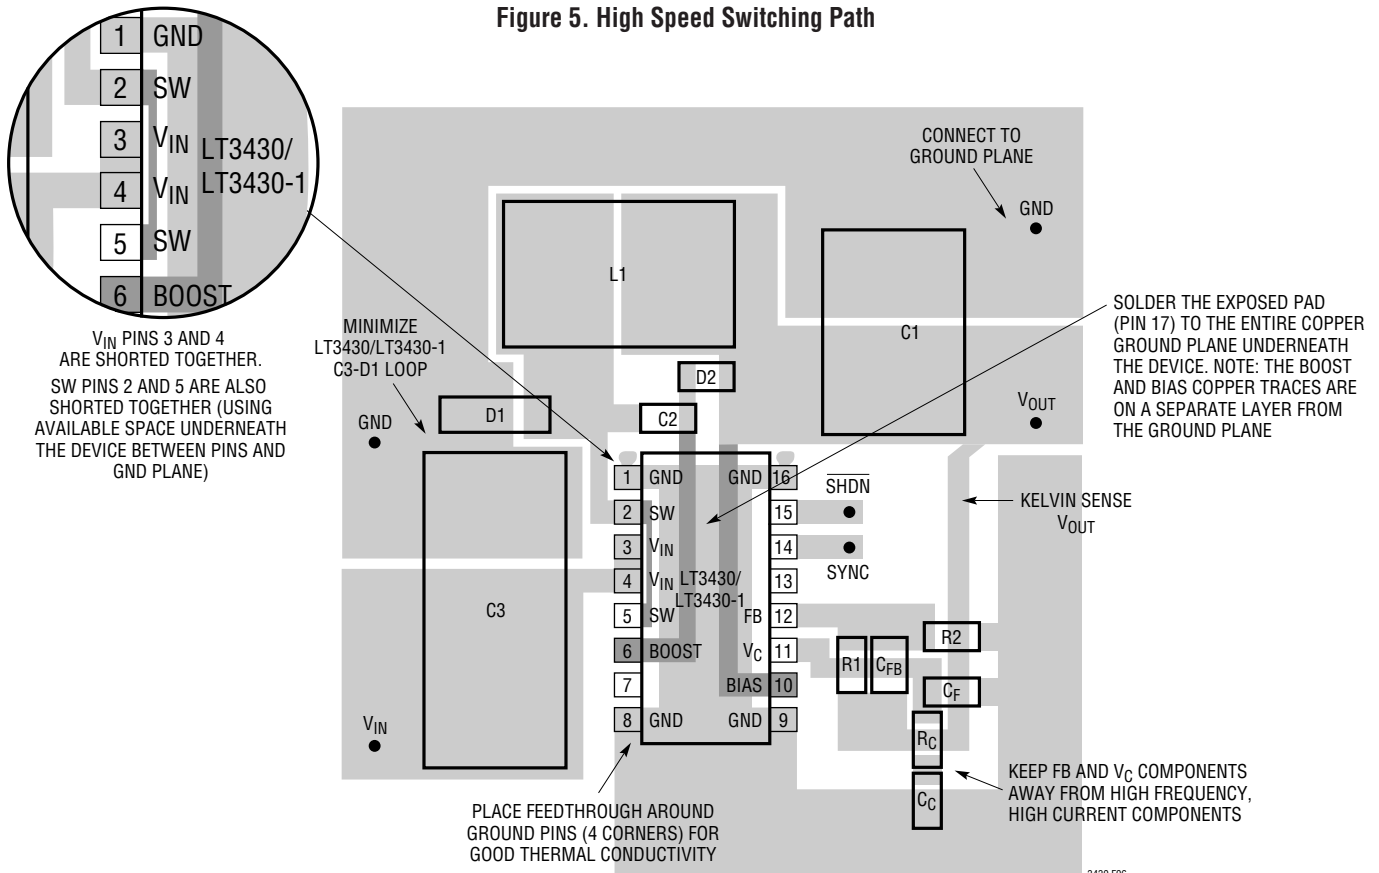 Figure 5. High Speed Switching Path
1 GND
2 SW
3 VIN
4 VIN
5 SW
6 BOOST
LT3430/
LT3430-1
VIN PINS 3 AND 4
ARE SHORTED TOGETHER.
SW PINS 2 AND 5 ARE ALSO
SHORTED TOGETHER (USING
AVAILABLE SPACE UNDERNEATH
THE DEVICE BETWEEN PINS AND
GND PLANE)
MINIMIZE
LT3430/LT3430-1
C3-D1 LOOP
GND
D1
L1
D2
C2
C1
CONNECT TO
GROUND PLANE
GND
VOUT
SOLDER THE EXPOSED PAD
(PIN 17) TO THE ENTIRE COPPER
GROUND PLANE UNDERNEATH
THE DEVICE. NOTE: THE BOOST
AND BIAS COPPER TRACES ARE
ON A SEPARATE LAYER FROM
THE GROUND PLANE
KELVIN SENSE
VOUT
C3
VIN
1 GND
2 SW
3 VIN
4 VIN
5 SW
6 BOOST
7
8 GND
LT3430/
LT3430-1
GND 16
15
14
13
FB 12
VC 11
BIAS 10
GND 9
SHDN
SYNC
R1
CFB
R2
CF
RC
CC
KEEP FB AND VC COMPONENTS
AWAY FROM HIGH FREQUENCY,
HIGH CURRENT COMPONENTS
PLACE FEEDTHROUGH AROUND
GROUND PINS (4 CORNERS) FOR
GOOD THERMAL CONDUCTIVITY